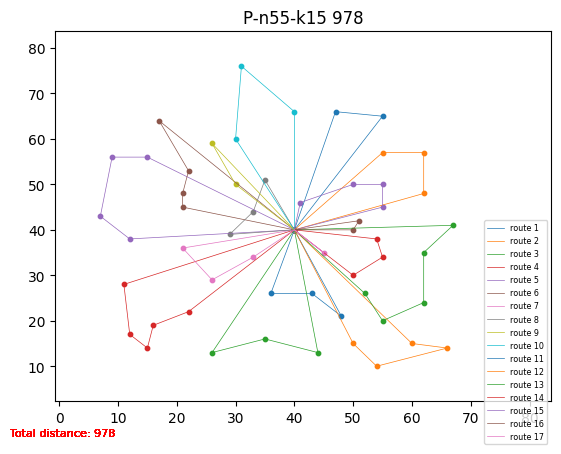 P-n55-k15 978
80
70
60
50
40
30
20
10
0
10
20
30
40
50
60
70
80
route 1
route 2
route 3
route 4
route 5
route 6
route 7
route 8
route 9
route 10
route 11
route 12
route 13
route 14
route 15
route 16
route 17
Total distance: 978